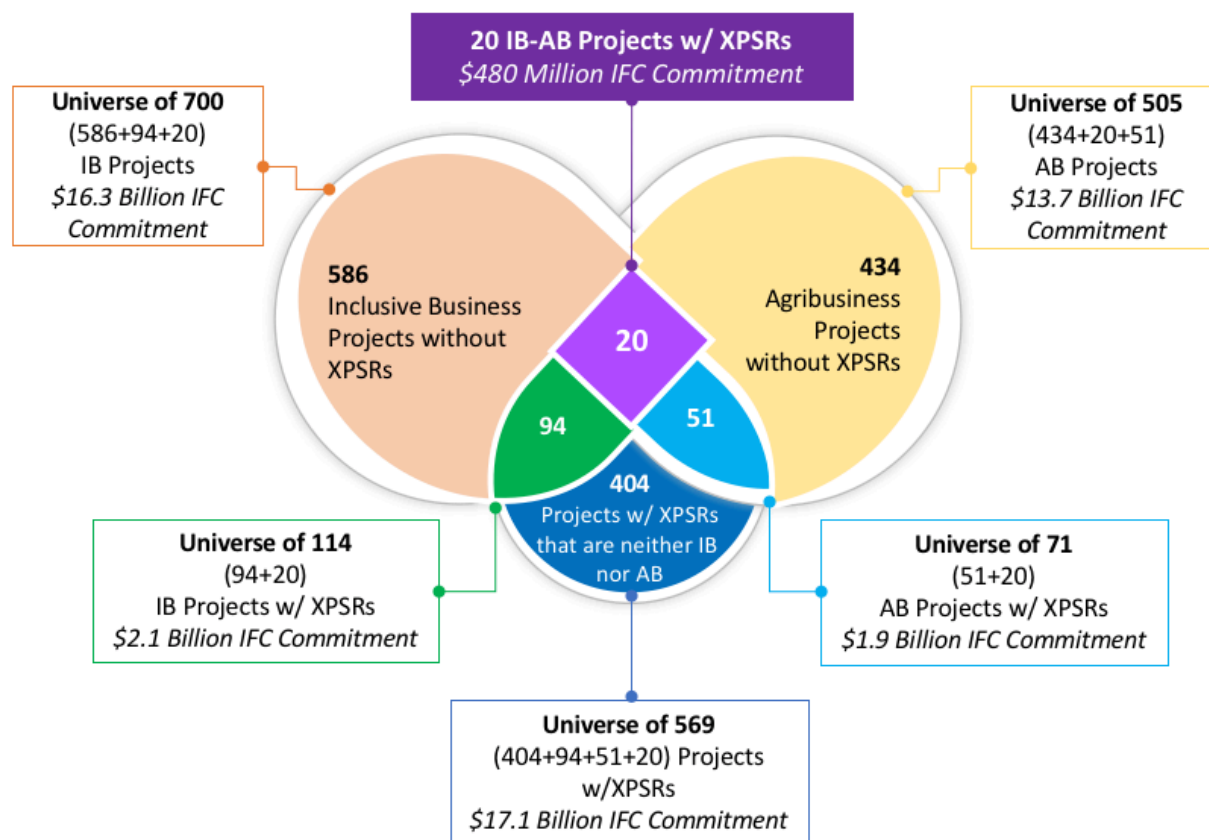 20 IB-AB Projects w/ XPSRs
$480 Million IFC Commitment
Universe of 700
(586+94+20)
IB Projects
$16.3 Billion IFC
Commitment
Universe of 505
(434+20+51)
AB Projects
$13.7 Billion IFC
Commitment
586
Inclusive Business
Projects without
XPSRs
434
Agribusiness
Projects
without XPSRs
20
94
51
404
Projects w/ XPSRs
that are neither IB
nor AB
Universe of 114
(94+20)
IB Projects w/ XPSRs
$2.1 Billion IFC Commitment
Universe of 71
(51+20)
AB Projects w/ XPSRs
$1.9 Billion IFC Commitment
Universe of 569
(404+94+51+20) Projects
w/XPSRs
$17.1 Billion IFC Commitment